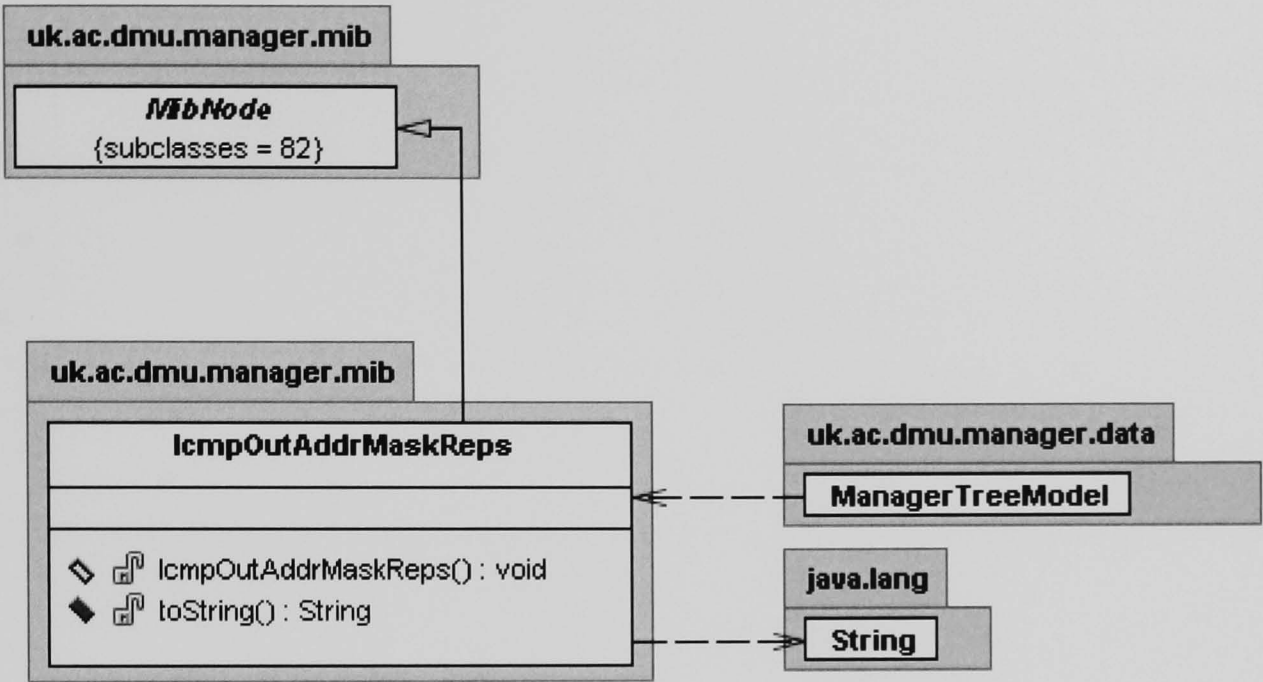 uk.ac.dmu.manager.mib
MibNode
{subclasses = 82}
uk.ac.dmu.manager.mib
IcmpOutAddrMaskReps
IcmpOutAddrMaskReps() : void
toString() : String
uk.ac.dmu.manager.data
ManagerTreeModel
java.lang
String